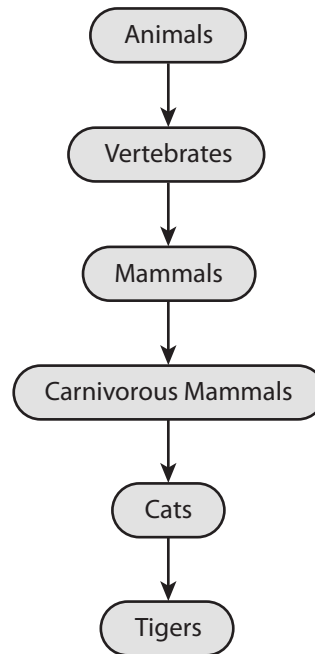 Animals
Vertebrates
Mammals
Carnivorous Mammals
Cats
Tigers